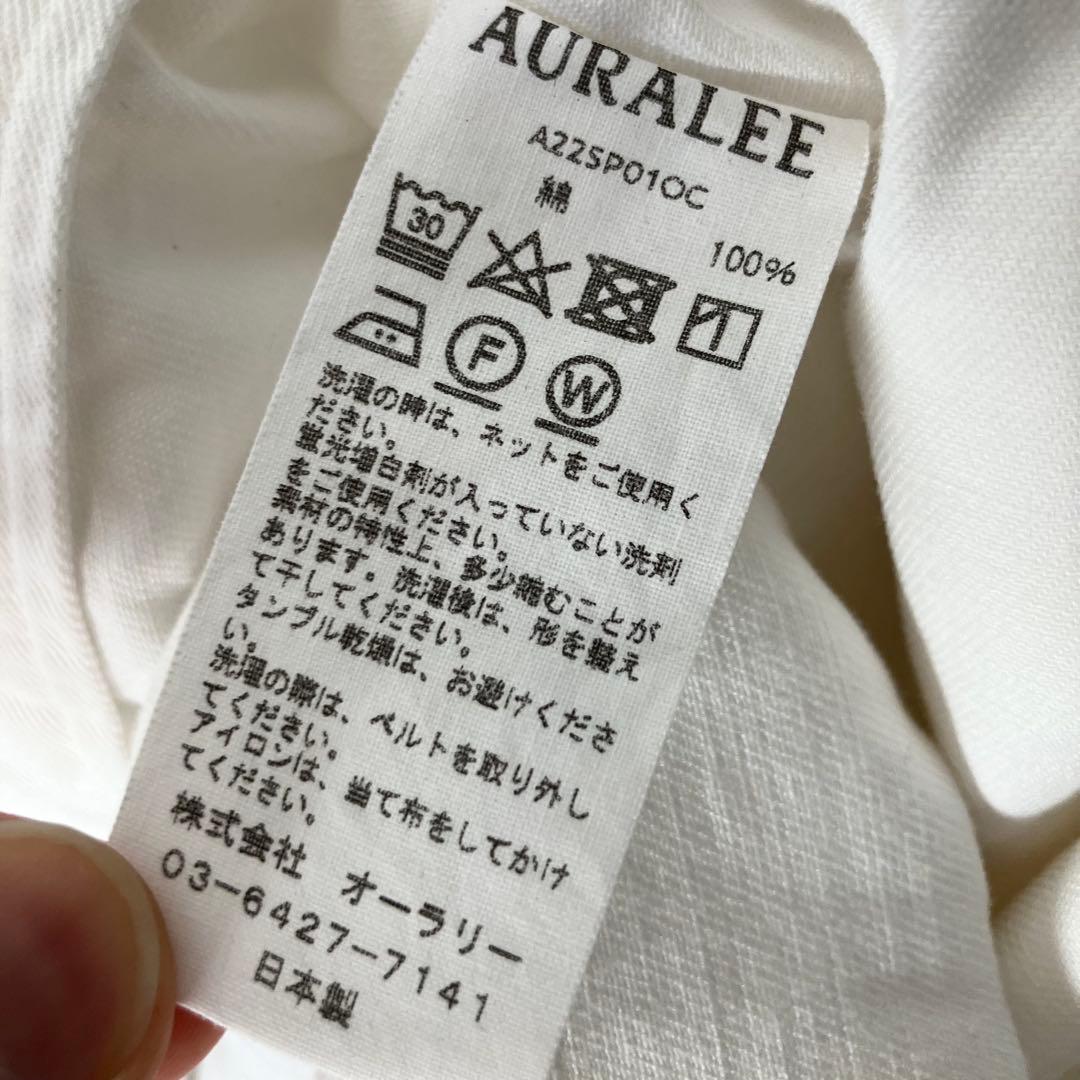 AURALEE
A22SP01OC
綿 100%
30
F W
洗濯の時は、ネットをご使用く
ださい。
蛍光増白剤が入っていない洗剤
をご使用ください。
素材の特性上、多少縮むことが
あります。洗濯後は、形を整え
て干してください。
タンブル乾燥は、お避けくださ
い。
洗濯の際は、ベルトを取り外し
てください。
アイロンは、当て布をしてかけ
てください。
株式会社 オーラリー
03-6427-7141
日本製